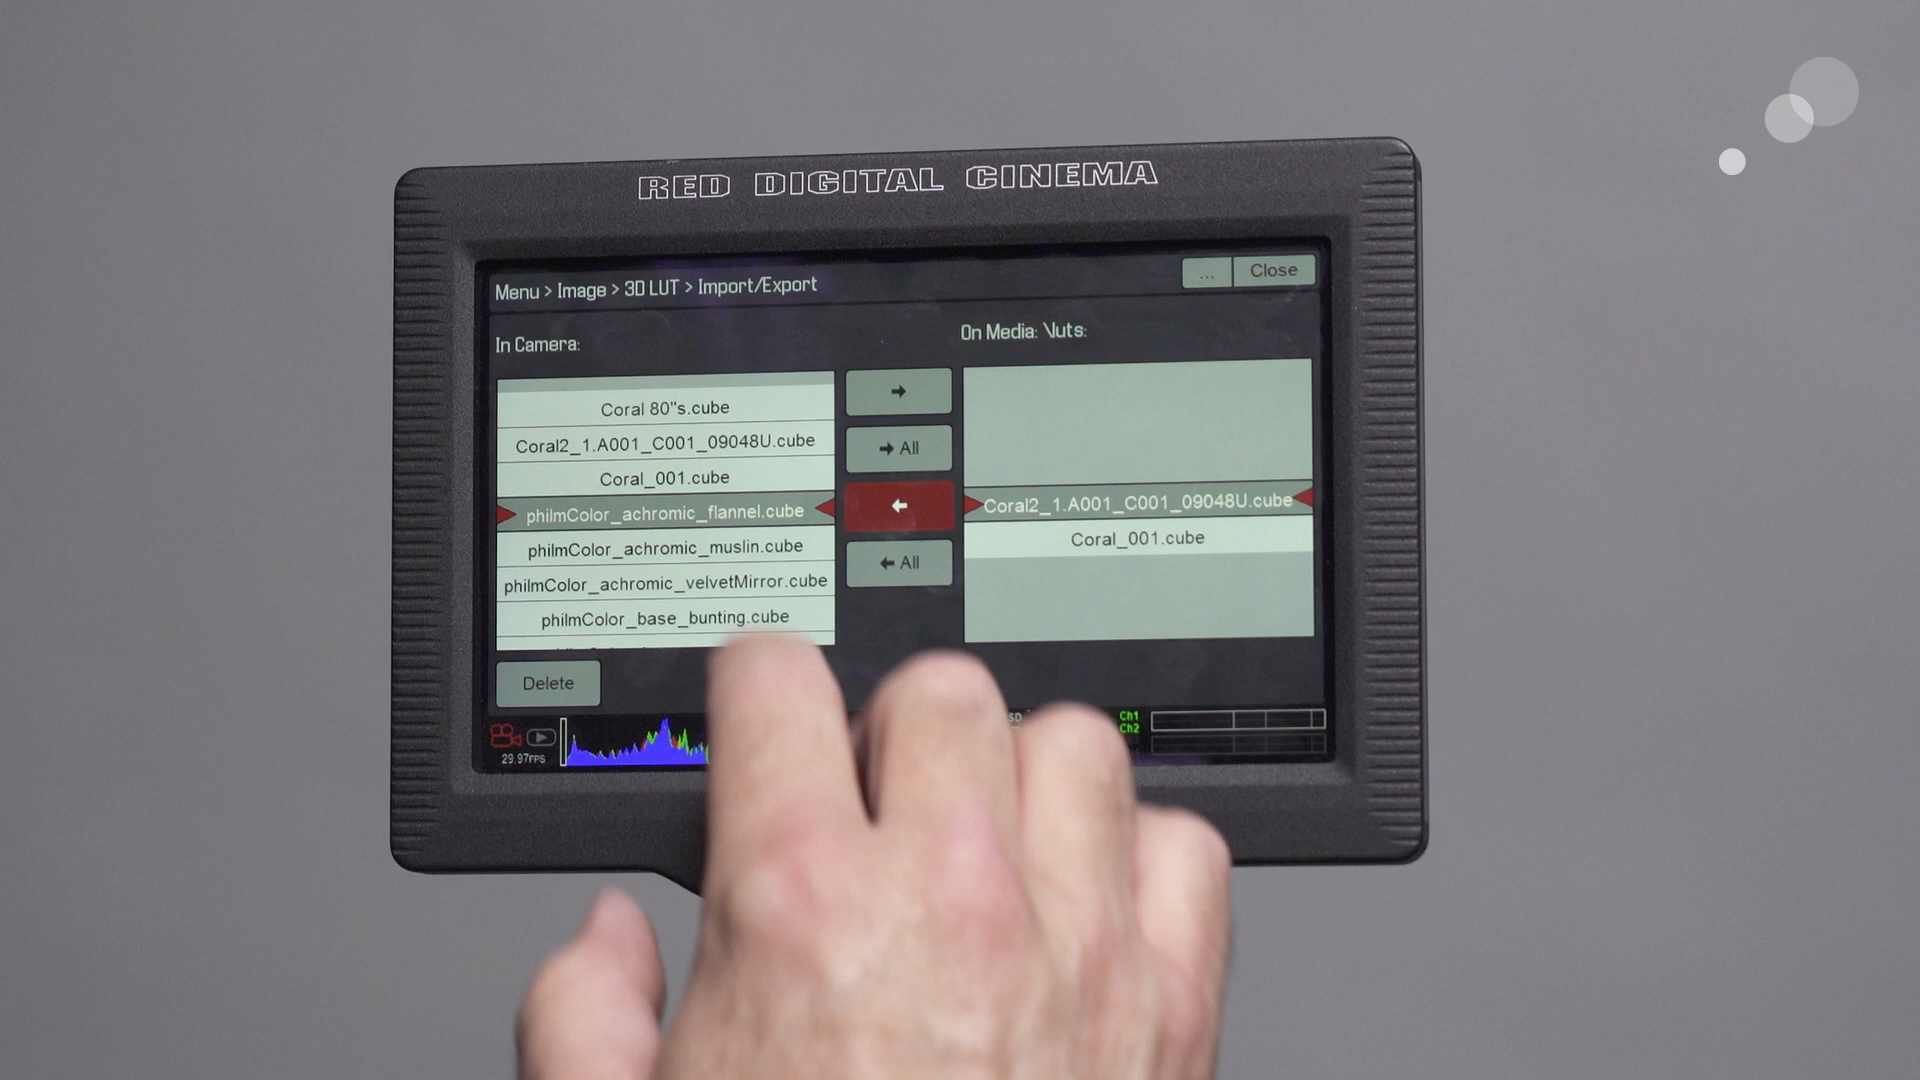 RED DIGITAL CINEMA
Menu > Image > 3D LUT > Import/Export
...
Close
In Camera:
On Media: \luts:
Coral 80"s.cube
Coral2_1.A001_C001_09048U.cube
Coral_001.cube
philmColor_achromic_flannel.cube
philmColor_achromic_muslin.cube
philmColor_achromic_velvetMirror.cube
philmColor_base_bunting.cube
→
→ All
←
← All
Coral2_1.A001_C001_09048U.cube
Coral_001.cube
Delete
29.97FPS
SD
Ch1
Ch2